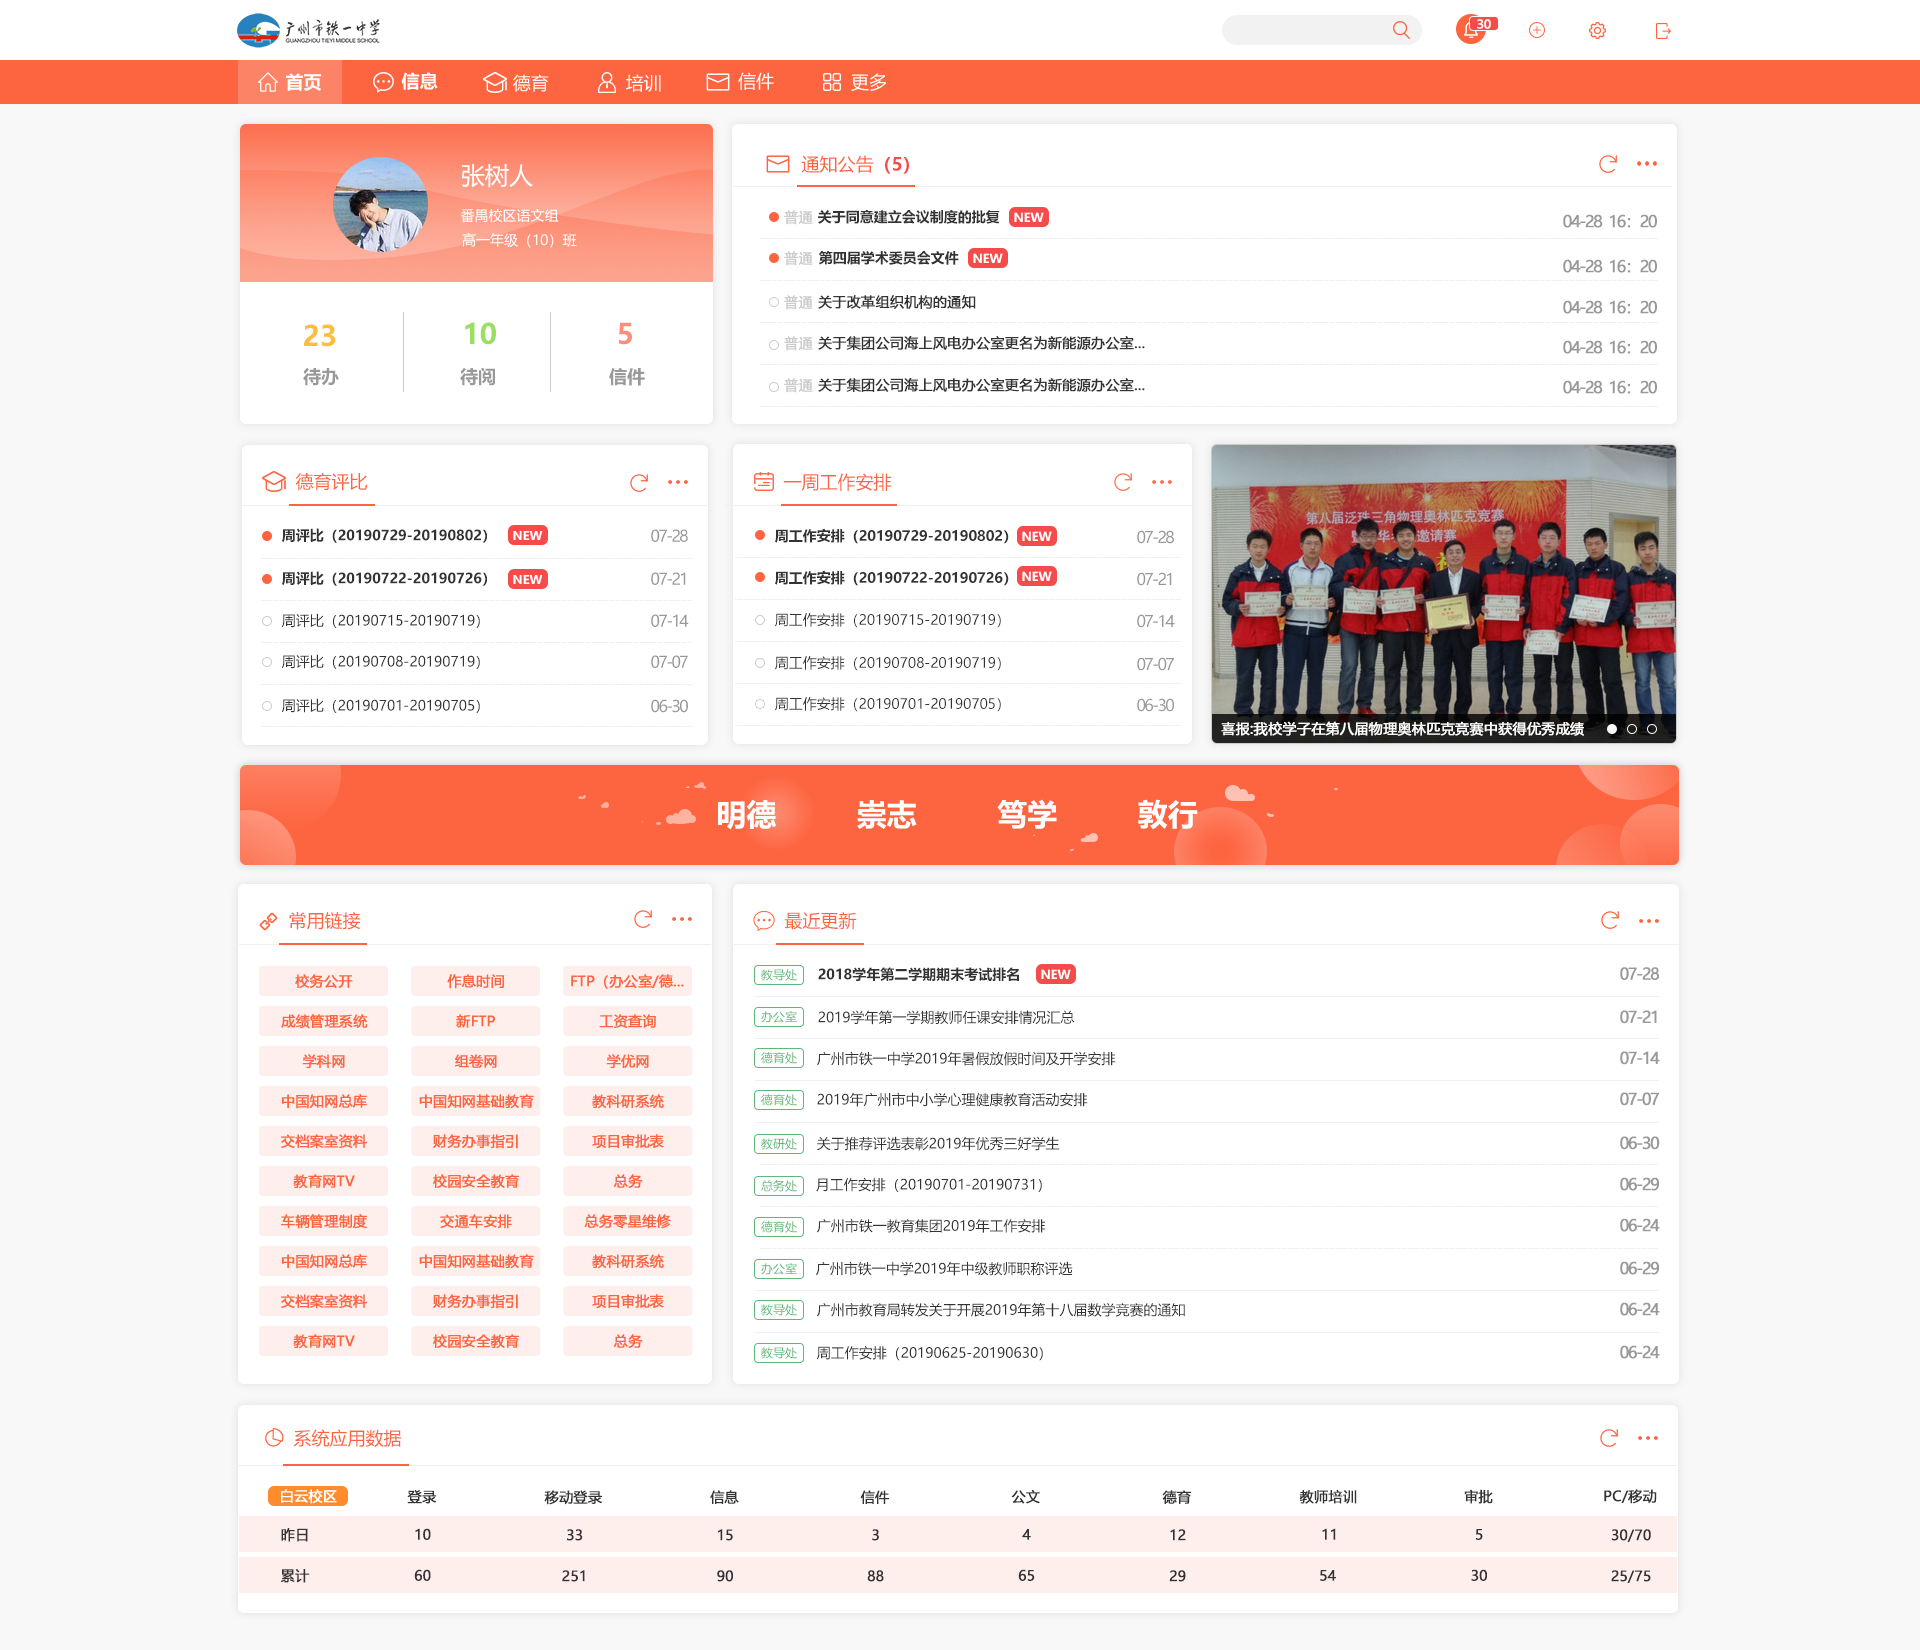 广州市铁一中学
GUANGZHOU TIEYI MIDDLE SCHOOL
30
首页 信息 德育 培训 信件 更多
张树人
番禺校区语文组
高一年级（10）班
23 10 5
待办 待阅 信件
通知公告（5）
普通 关于同意建立会议制度的批复 NEW 04-28 16：20
普通 第四届学术委员会文件 NEW 04-28 16：20
普通 关于改革组织机构的通知 04-28 16：20
普通 关于集团公司海上风电办公室更名为新能源办公室... 04-28 16：20
普通 关于集团公司海上风电办公室更名为新能源办公室... 04-28 16：20
德育评比
周评比（20190729-20190802） NEW 07-28
周评比（20190722-20190726） NEW 07-21
周评比（20190715-20190719） 07-14
周评比（20190708-20190719） 07-07
周评比（20190701-20190705） 06-30
一周工作安排
周工作安排（20190729-20190802） NEW 07-28
周工作安排（20190722-20190726） NEW 07-21
周工作安排（20190715-20190719） 07-14
周工作安排（20190708-20190719） 07-07
周工作安排（20190701-20190705） 06-30
第八届泛珠三角物理奥林匹克竞赛
邀请赛
喜报:我校学子在第八届物理奥林匹克竞赛中获得优秀成绩
明德 崇志 笃学 敦行
常用链接
校务公开 作息时间 FTP（办公室/德...
成绩管理系统 新FTP 工资查询
学科网 组卷网 学优网
中国知网总库 中国知网基础教育 教科研系统
交档案室资料 财务办事指引 项目审批表
教育网TV 校园安全教育 总务
车辆管理制度 交通车安排 总务零星维修
中国知网总库 中国知网基础教育 教科研系统
交档案室资料 财务办事指引 项目审批表
教育网TV 校园安全教育 总务
最近更新
教导处 2018学年第二学期期末考试排名 NEW 07-28
办公室 2019学年第一学期教师任课安排情况汇总 07-21
德育处 广州市铁一中学2019年暑假放假时间及开学安排 07-14
德育处 2019年广州市中小学心理健康教育活动安排 07-07
教研处 关于推荐评选表彰2019年优秀三好学生 06-30
总务处 月工作安排（20190701-20190731） 06-29
德育处 广州市铁一教育集团2019年工作安排 06-24
办公室 广州市铁一中学2019年中级教师职称评选 06-29
教导处 广州市教育局转发关于开展2019年第十八届数学竞赛的通知 06-24
教导处 周工作安排（20190625-20190630） 06-24
系统应用数据
白云校区 登录 移动登录 信息 信件 公文 德育 教师培训 审批 PC/移动
昨日 10 33 15 3 4 12 11 5 30/70
累计 60 251 90 88 65 29 54 30 25/75